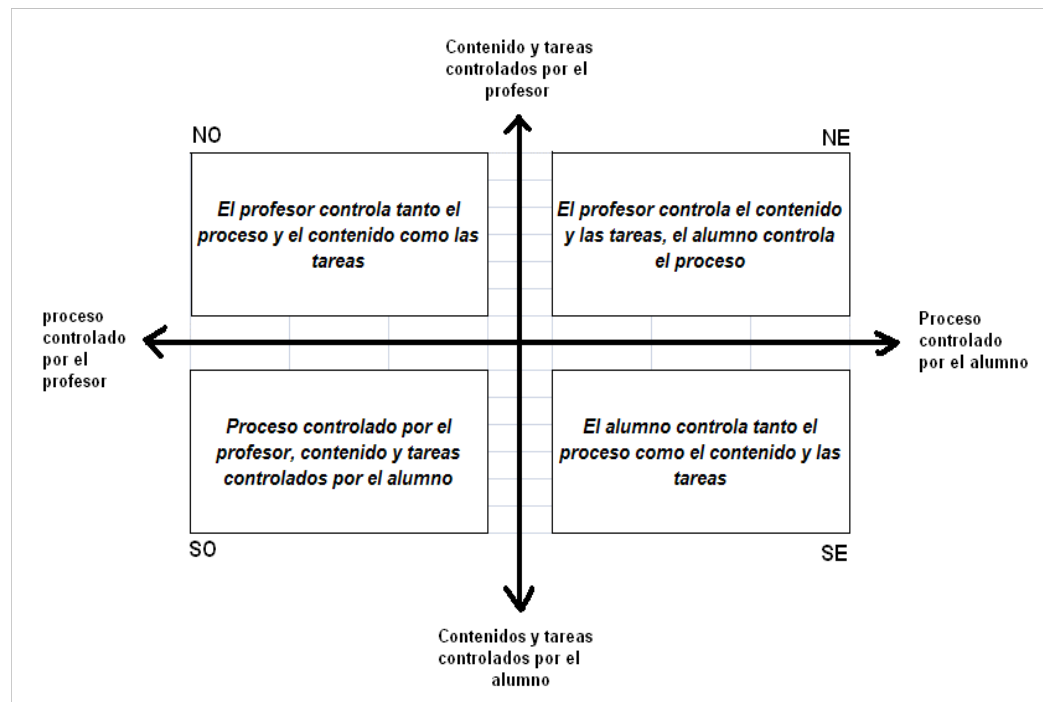 Contenido y tareas
controlados por el
profesor
NO
NE
El profesor controla tanto el
proceso y el contenido como las
tareas
El profesor controla el contenido
y las tareas, el alumno controla
el proceso
proceso
controlado
por el
profesor
Proceso
controlado
por el alumno
Proceso controlado por el
profesor, contenido y tareas
controlados por el alumno
El alumno controla tanto el
proceso como el contenido y las
tareas
SO
SE
Contenidos y tareas
controlados por el
alumno